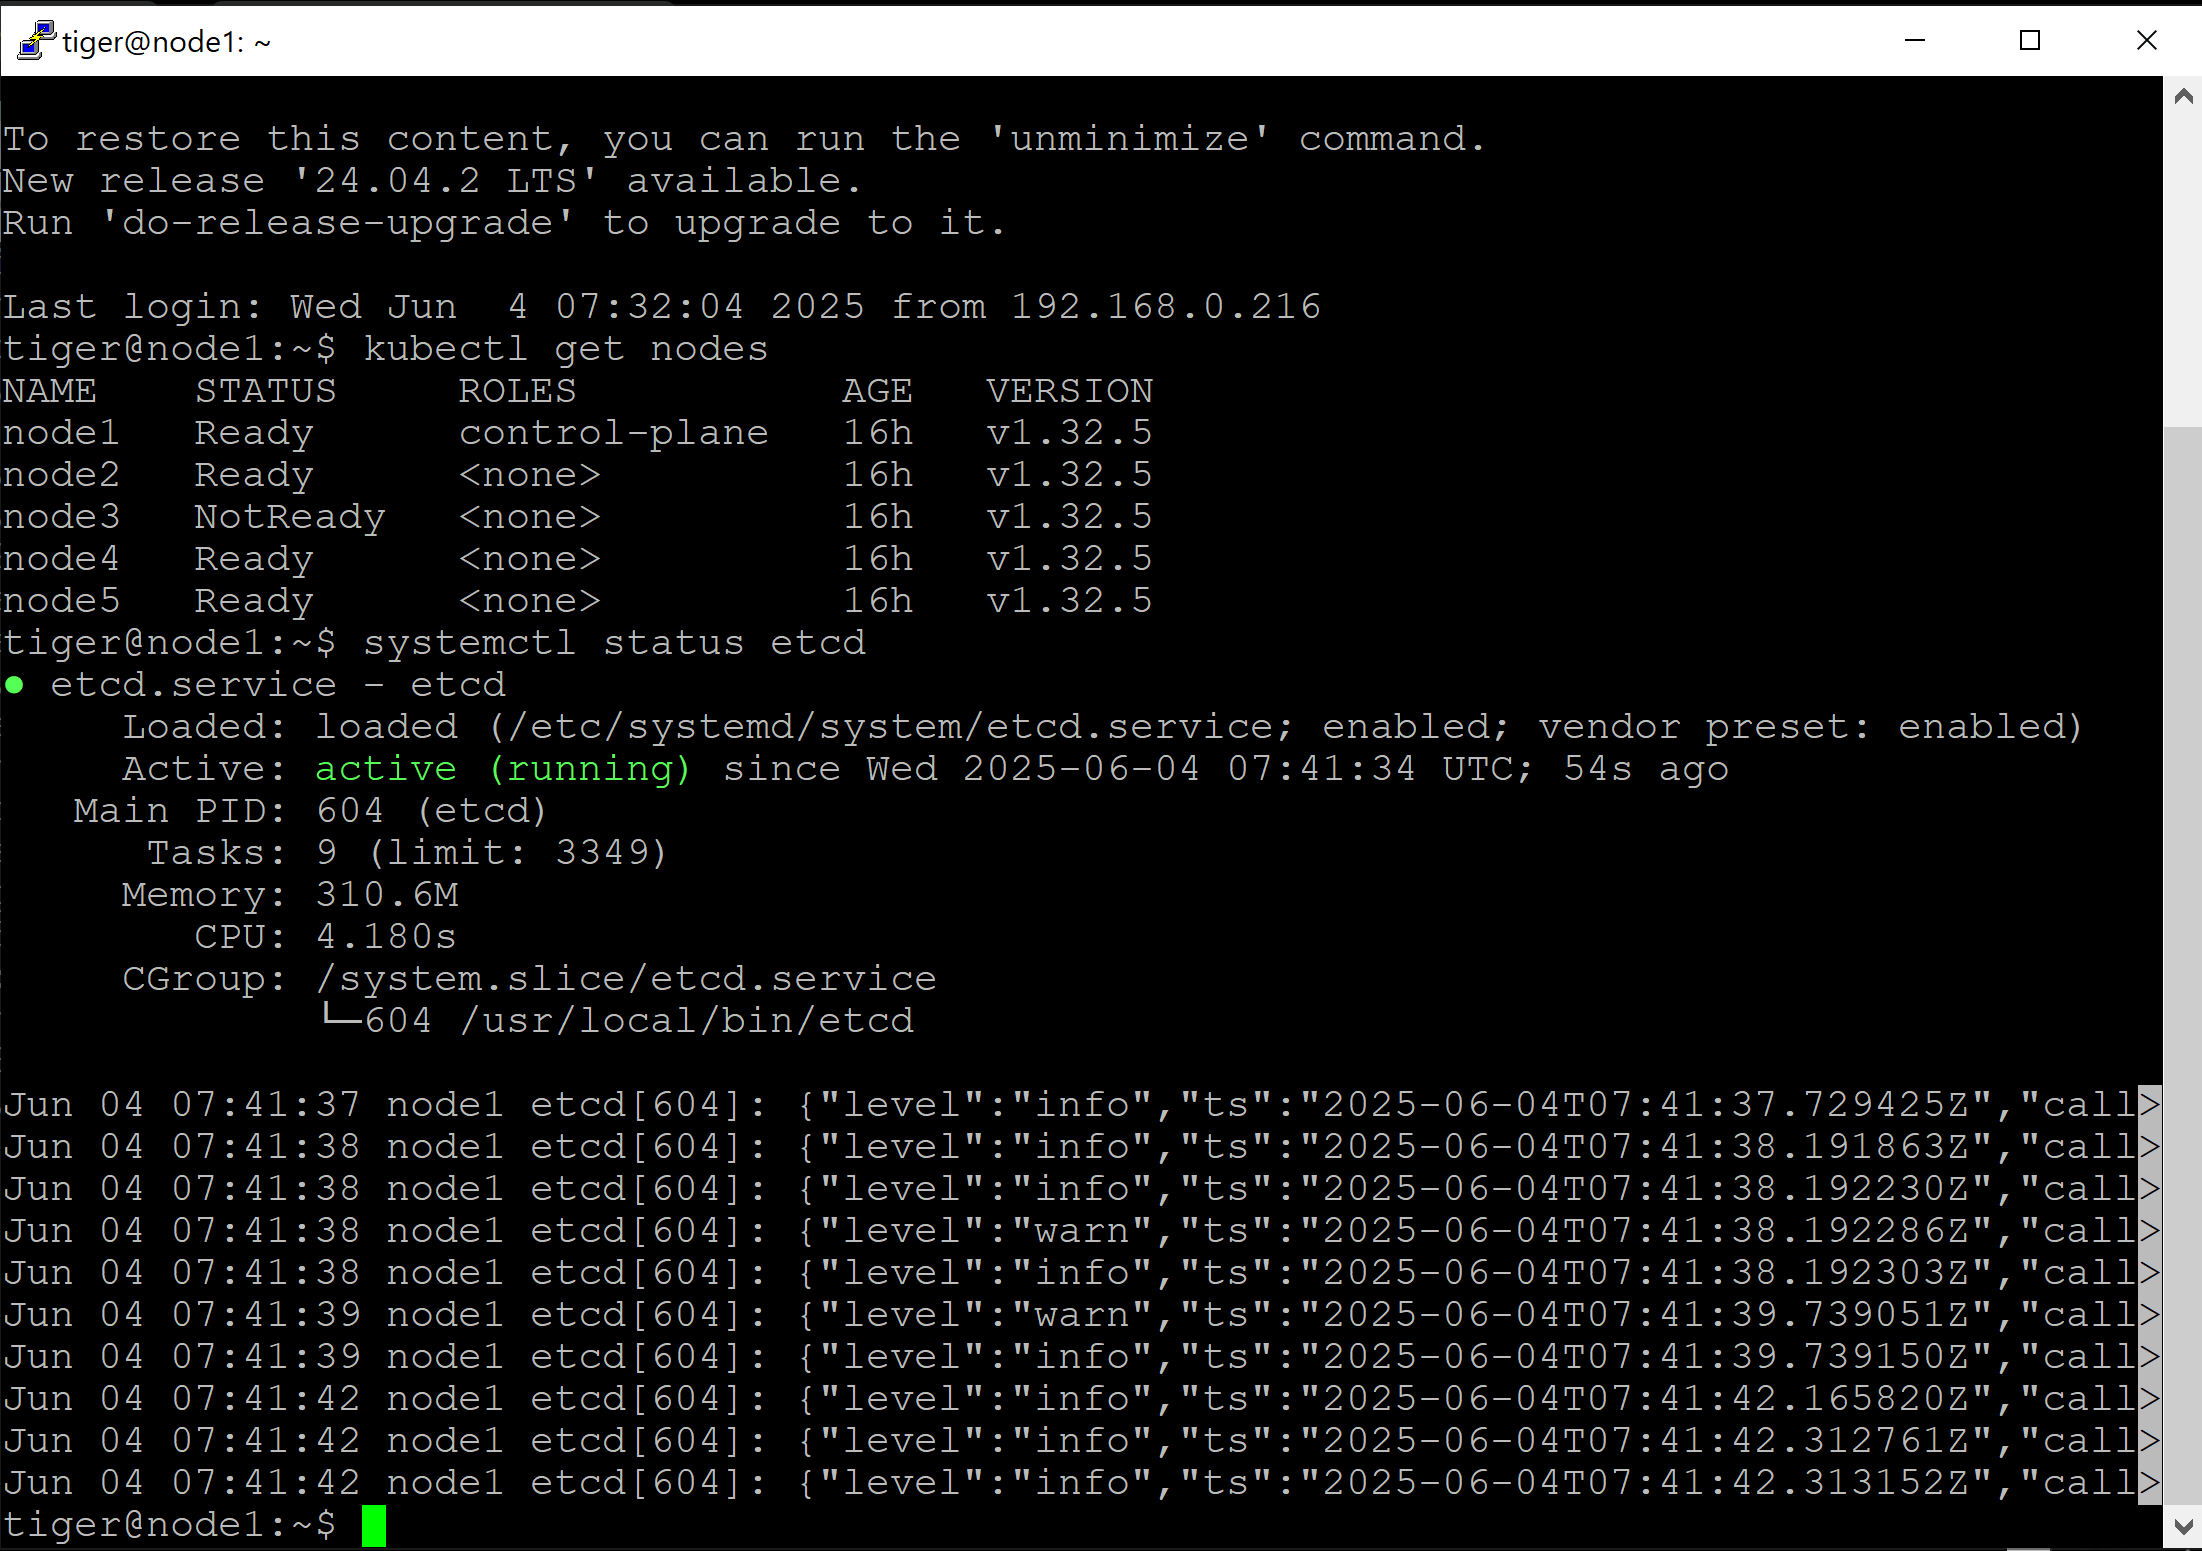 tiger@node1: ~
To restore this content, you can run the 'unminimize' command.
New release '24.04.2 LTS' available.
Run 'do-release-upgrade' to upgrade to it.
Last login: Wed Jun  4 07:32:04 2025 from 192.168.0.216
tiger@node1:~$ kubectl get nodes
NAME    STATUS     ROLES           AGE   VERSION
node1   Ready      control-plane   16h   v1.32.5
node2   Ready      <none>          16h   v1.32.5
node3   NotReady   <none>          16h   v1.32.5
node4   Ready      <none>          16h   v1.32.5
node5   Ready      <none>          16h   v1.32.5
tiger@node1:~$ systemctl status etcd
● etcd.service - etcd
     Loaded: loaded (/etc/systemd/system/etcd.service; enabled; vendor preset: enabled)
     Active: active (running) since Wed 2025-06-04 07:41:34 UTC; 54s ago
   Main PID: 604 (etcd)
      Tasks: 9 (limit: 3349)
     Memory: 310.6M
        CPU: 4.180s
     CGroup: /system.slice/etcd.service
             └─604 /usr/local/bin/etcd
Jun 04 07:41:37 node1 etcd[604]: {"level":"info","ts":"2025-06-04T07:41:37.729425Z","call>
Jun 04 07:41:38 node1 etcd[604]: {"level":"info","ts":"2025-06-04T07:41:38.191863Z","call>
Jun 04 07:41:38 node1 etcd[604]: {"level":"info","ts":"2025-06-04T07:41:38.192230Z","call>
Jun 04 07:41:38 node1 etcd[604]: {"level":"warn","ts":"2025-06-04T07:41:38.192286Z","call>
Jun 04 07:41:38 node1 etcd[604]: {"level":"info","ts":"2025-06-04T07:41:38.192303Z","call>
Jun 04 07:41:39 node1 etcd[604]: {"level":"warn","ts":"2025-06-04T07:41:39.739051Z","call>
Jun 04 07:41:39 node1 etcd[604]: {"level":"info","ts":"2025-06-04T07:41:39.739150Z","call>
Jun 04 07:41:42 node1 etcd[604]: {"level":"info","ts":"2025-06-04T07:41:42.165820Z","call>
Jun 04 07:41:42 node1 etcd[604]: {"level":"info","ts":"2025-06-04T07:41:42.312761Z","call>
Jun 04 07:41:42 node1 etcd[604]: {"level":"info","ts":"2025-06-04T07:41:42.313152Z","call>
tiger@node1:~$